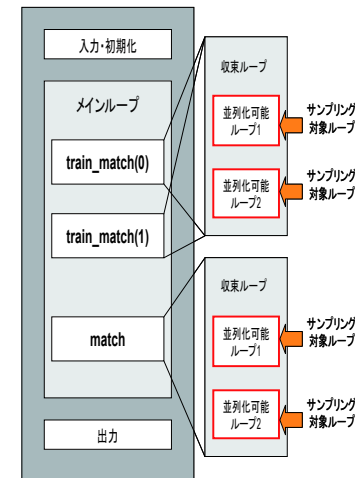 入力・初期化
メインループ
train_match(0)
train_match(1)
match
出力
収束ループ
並列化可能
ループ1
サンプリング
対象ループ
並列化可能
ループ2
サンプリング
対象ループ
収束ループ
並列化可能
ループ1
サンプリング
対象ループ
並列化可能
ループ2
サンプリング
対象ループ